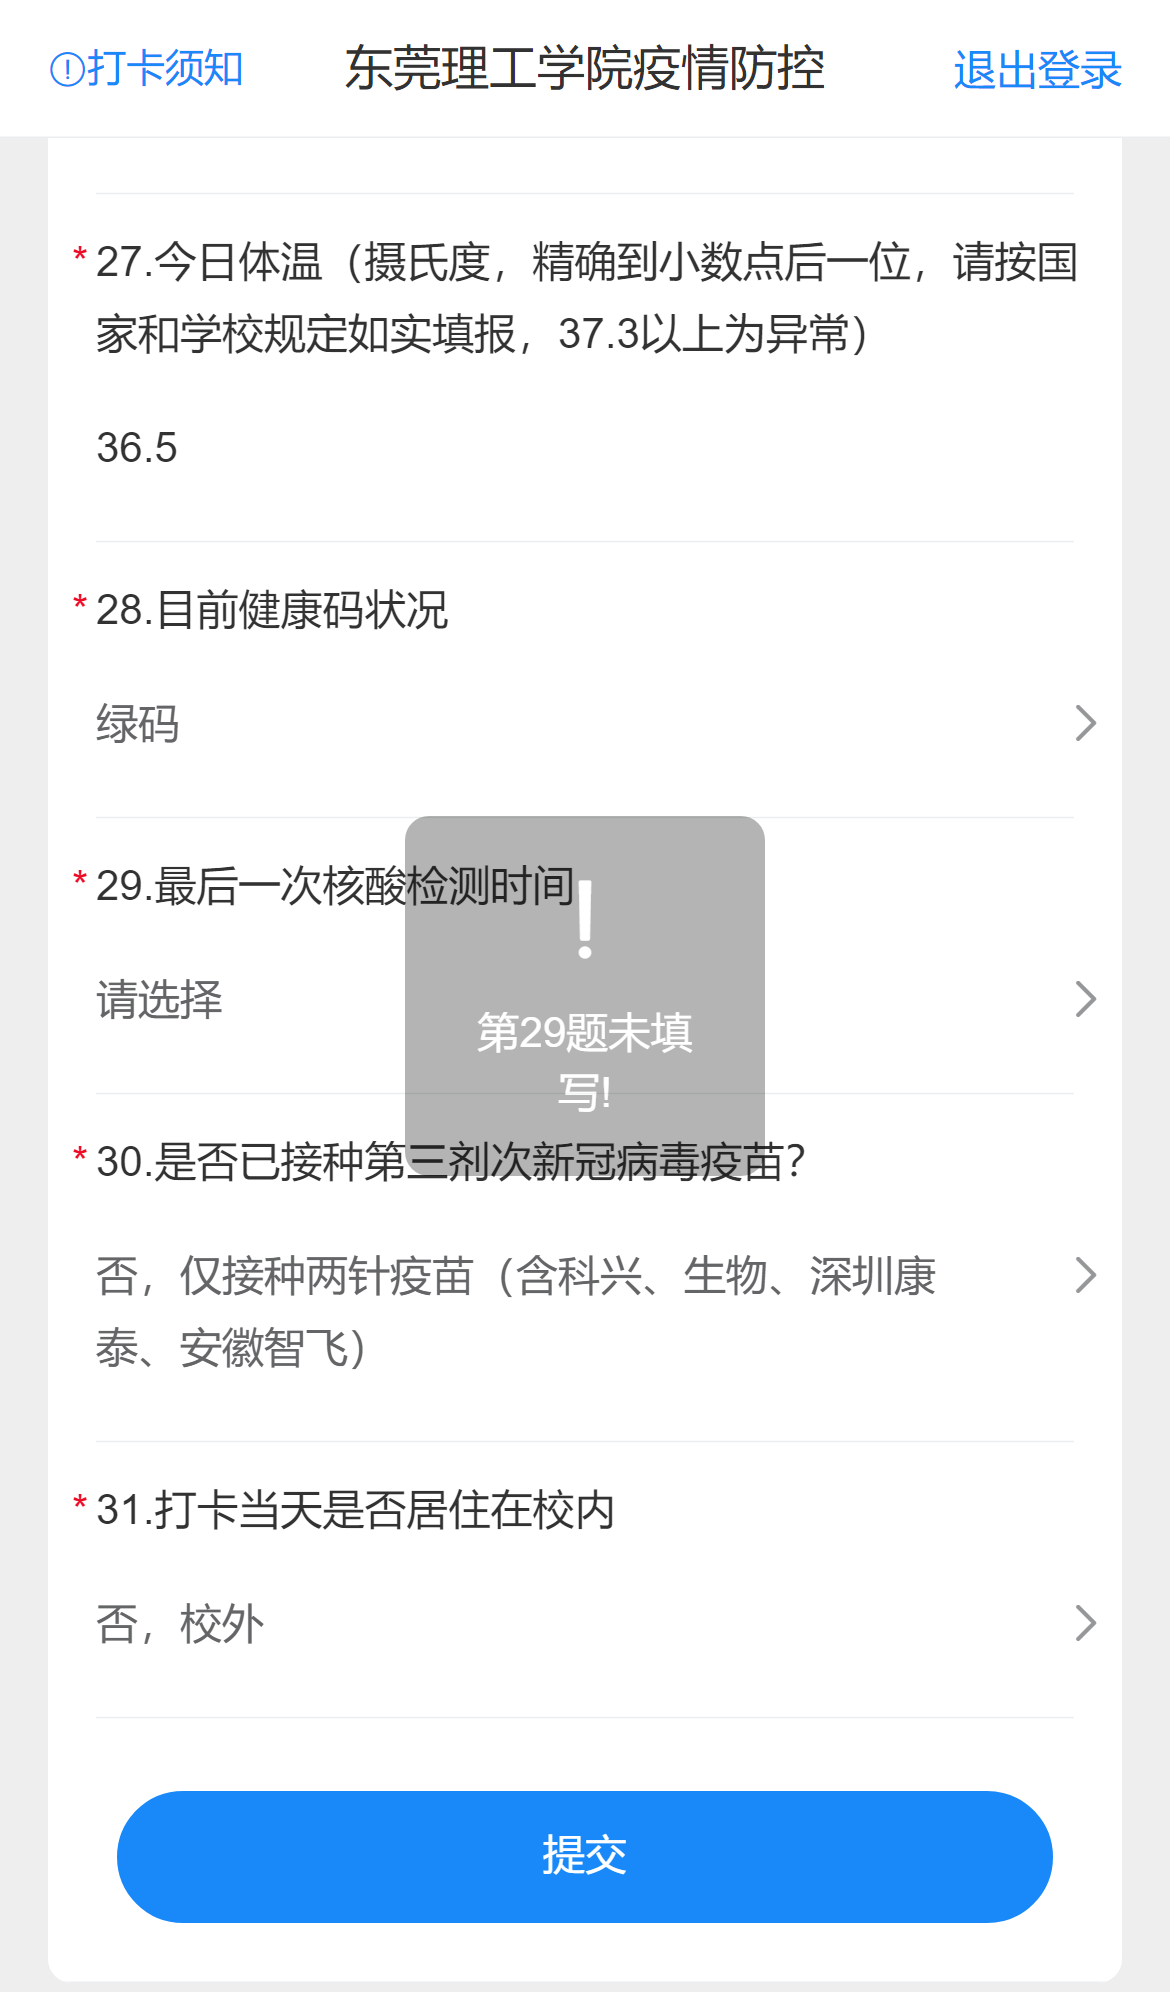 打卡须知
东莞理工学院疫情防控
退出登录
* 27.今日体温（摄氏度，精确到小数点后一位，请按国
家和学校规定如实填报，37.3以上为异常）
36.5
* 28.目前健康码状况
绿码
* 29.最后一次核酸检测时间
请选择
第29题未填
写!
* 30.是否已接种第三剂次新冠病毒疫苗?
否，仅接种两针疫苗（含科兴、生物、深圳康
泰、安徽智飞）
* 31.打卡当天是否居住在校内
否，校外
提交